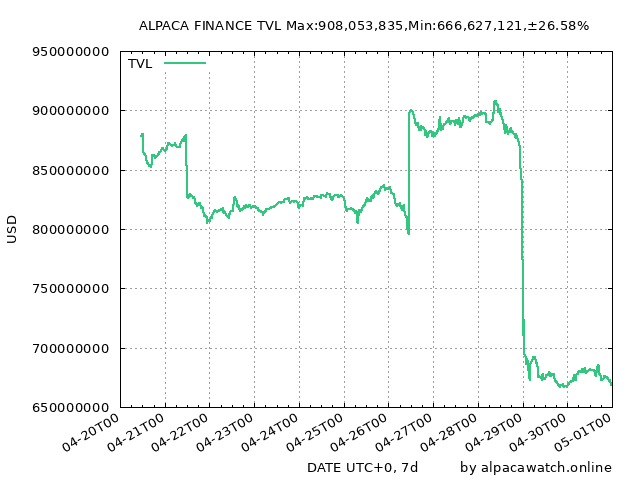 ALPACA FINANCE TVL Max:908,053,835,Min:666,627,121,±26.58%
950000000
TVL
900000000
850000000
800000000
750000000
700000000
650000000
USD
04-20T00
04-21T00
04-22T00
04-23T00
04-24T00
04-25T00
04-26T00
04-27T00
04-28T00
04-29T00
04-30T00
05-01T00
DATE UTC+0, 7d
by alpacawatch.online